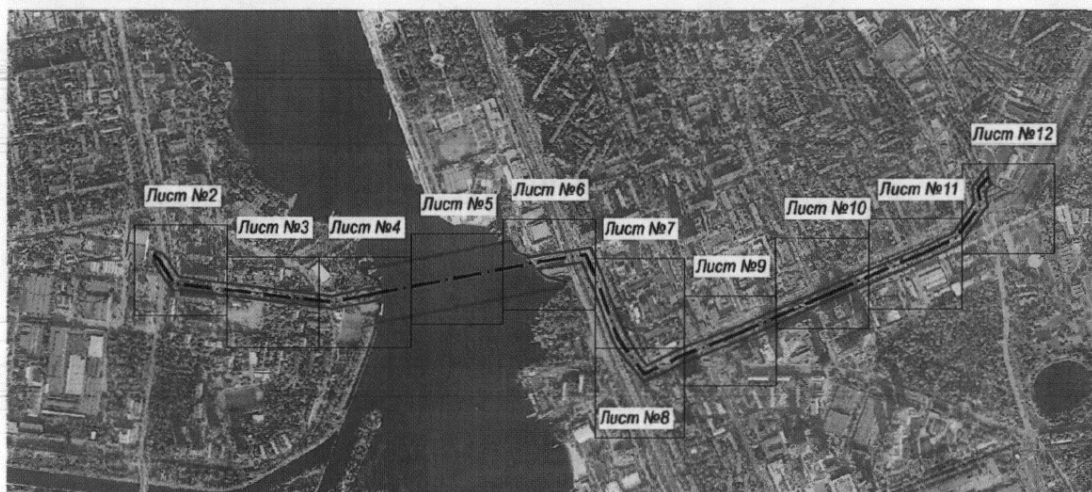 Лист №2
Лист №3
Лист №4
Лист №5
Лист №6
Лист №7
Лист №8
Лист №9
Лист №10
Лист №11
Лист №12